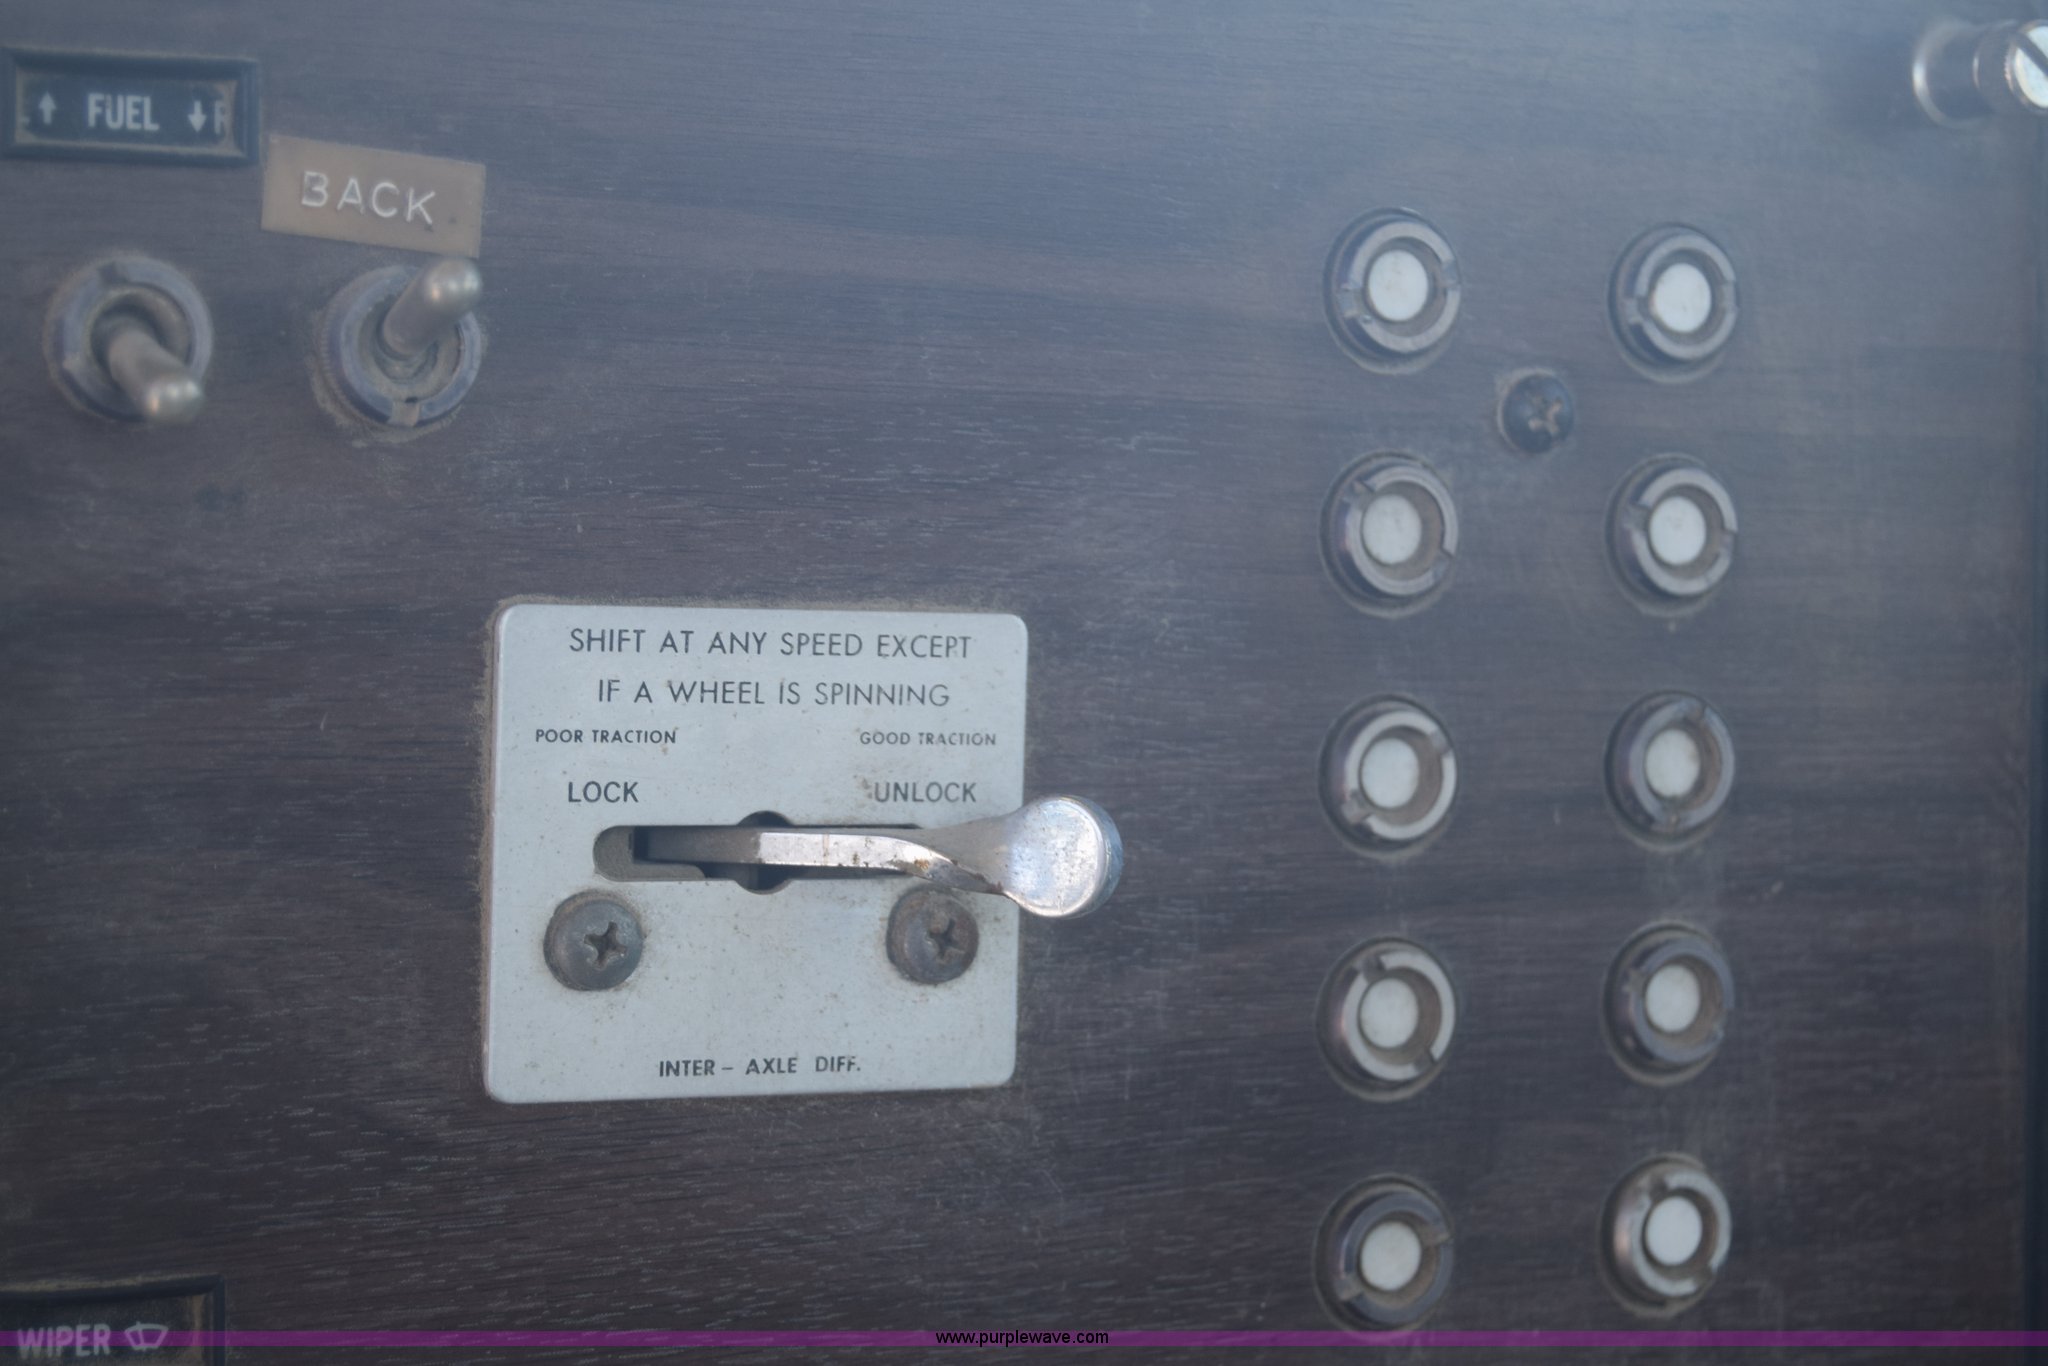 ↑ FUEL ↓
BACK
SHIFT AT ANY SPEED EXCEPT
IF A WHEEL IS SPINNING
POOR TRACTION GOOD TRACTION
LOCK UNLOCK
INTER - AXLE DIFF.
WIPER
www.purplewave.com